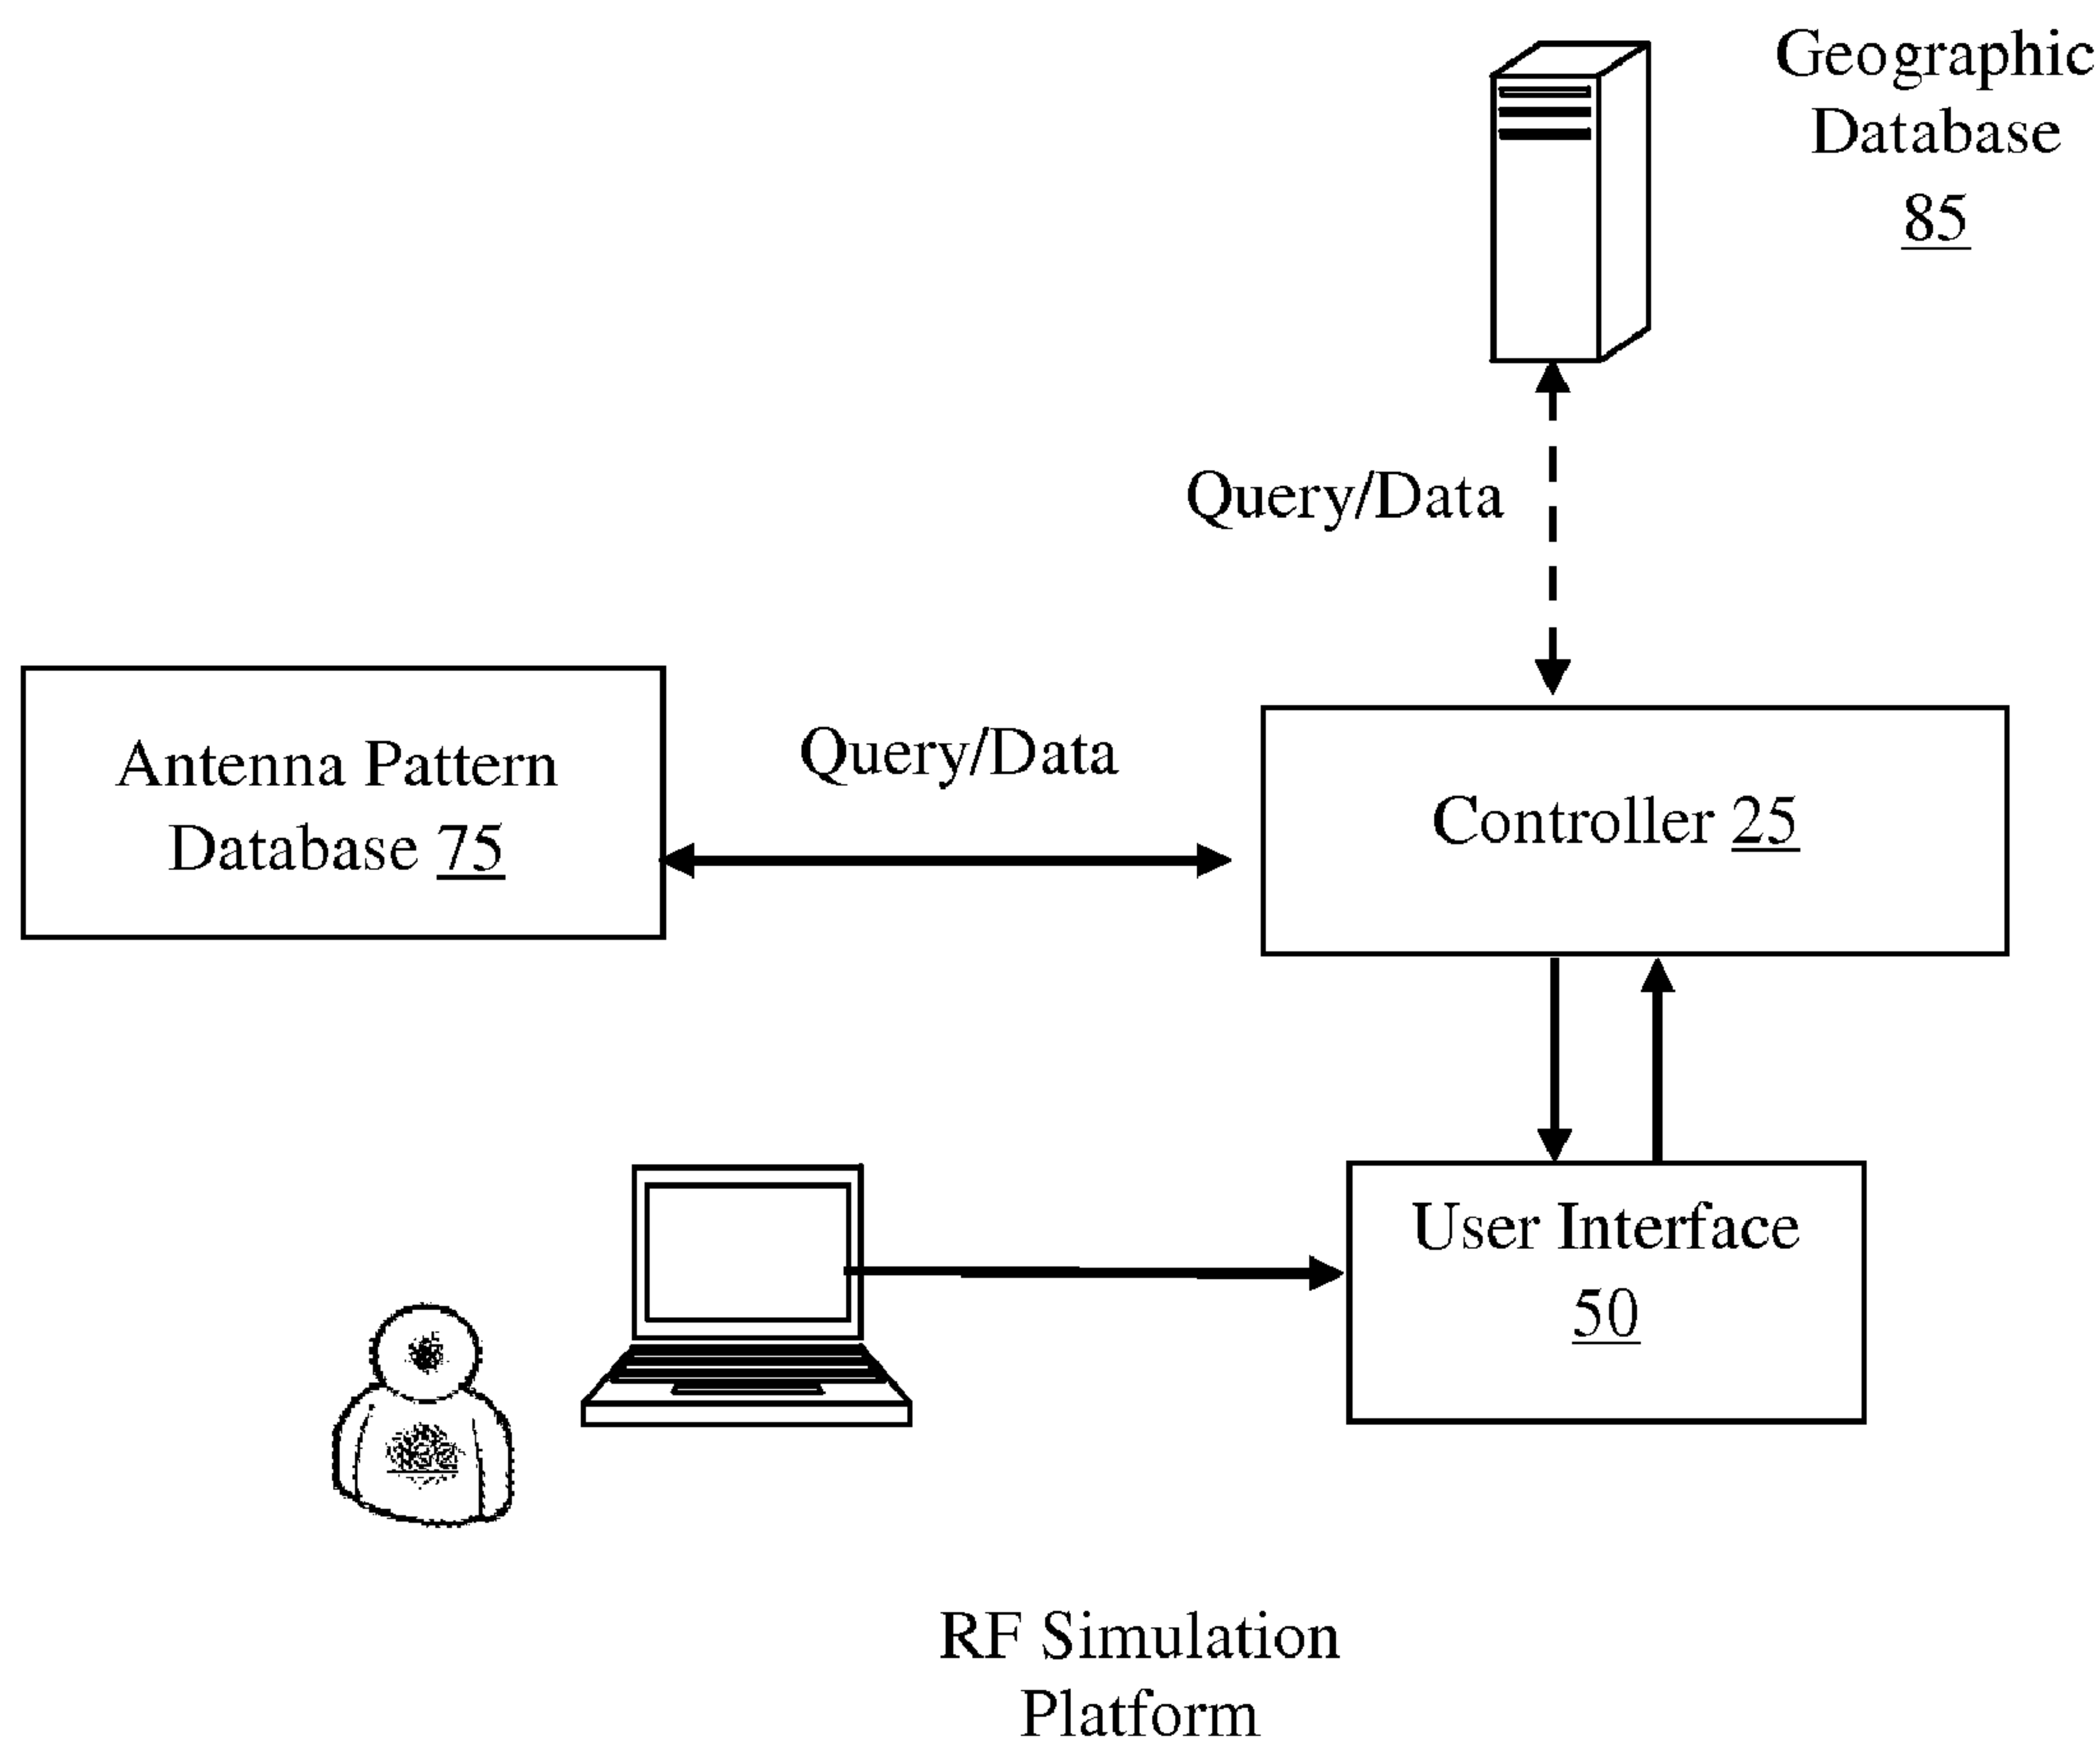 Geographic
Database
85
Query/Data
Antenna Pattern
Database 75
Query/Data
Controller 25
User Interface
50
RF Simulation
Platform